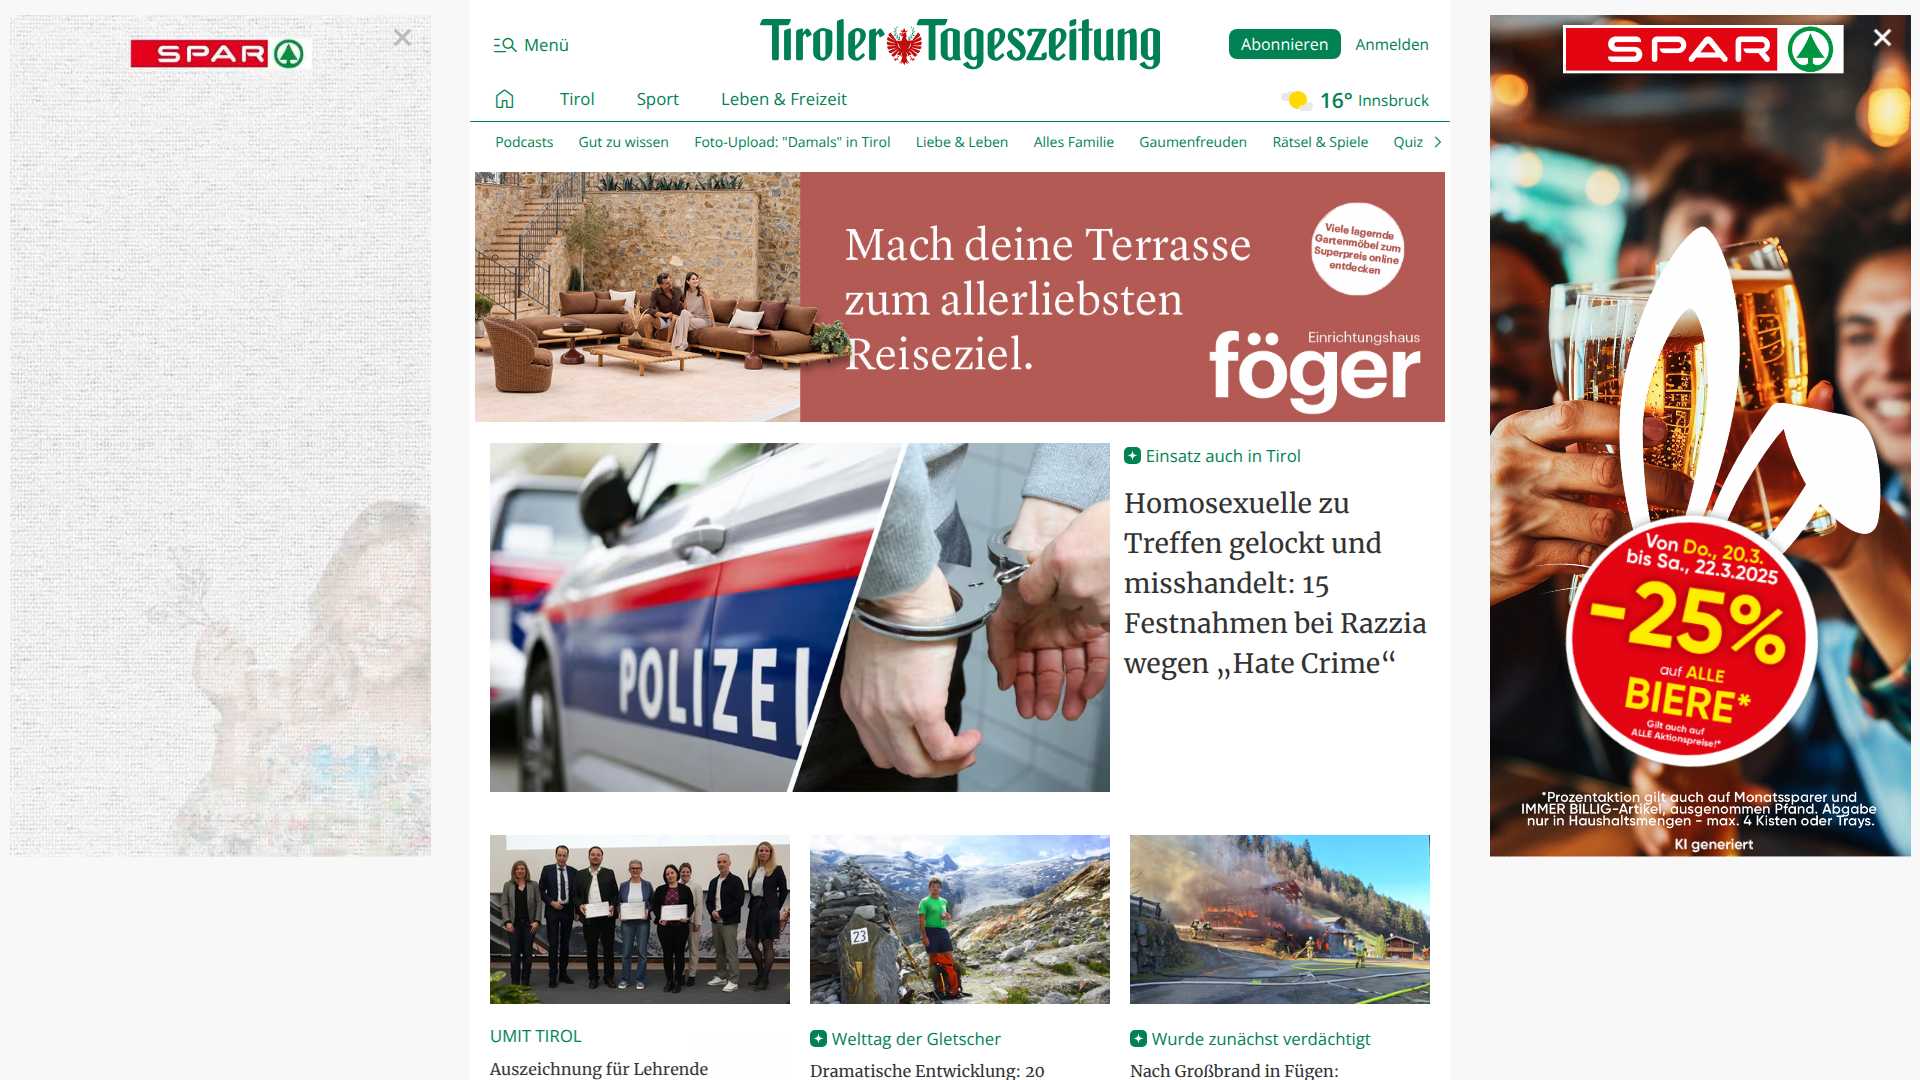 SPAR
Menü
Tiroler Tageszeitung
Abonnieren
Anmelden
Tirol
Sport
Leben & Freizeit
16° Innsbruck
Podcasts
Gut zu wissen
Foto-Upload: "Damals" in Tirol
Liebe & Leben
Alles Familie
Gaumenfreuden
Rätsel & Spiele
Quiz
Mach deine Terrasse
zum allerliebsten
Reiseziel.
Viele lagernde
Gartenmöbel zum
Superpreis online
entdecken
Einrichtungshaus
föger
POLIZEI
Einsatz auch in Tirol
Homosexuelle zu
Treffen gelockt und
misshandelt: 15
Festnahmen bei Razzia
wegen „Hate Crime“
23
UMIT TIROL
Auszeichnung für Lehrende
Welttag der Gletscher
Dramatische Entwicklung: 20
Wurde zunächst verdächtigt
Nach Großbrand in Fügen:
SPAR
Von Do., 20.3.
bis Sa., 22.3.2025
-25%
auf ALLE
BIERE*
Gilt auch auf
ALLE Aktionspreise!*
*Prozentaktion gilt auch auf Monatssparer und
IMMER BILLIG-Artikel, ausgenommen Pfand. Abgabe
nur in Haushaltsmengen - max. 4 Kisten oder Trays.
KI generiert